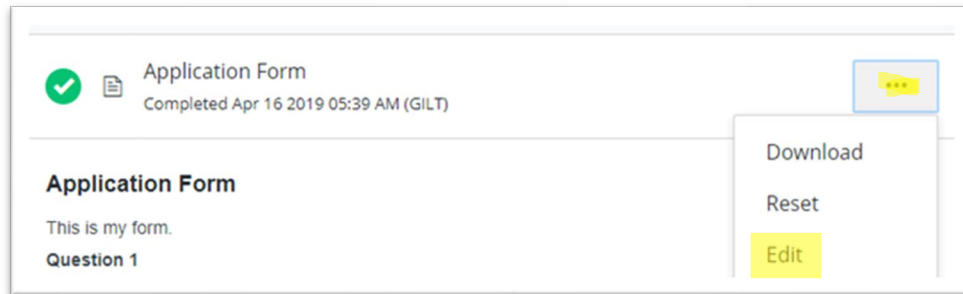 Application Form
Completed Apr 16 2019 05:39 AM (GILT)
...
Download
Reset
Edit
Application Form
This is my form.
Question 1